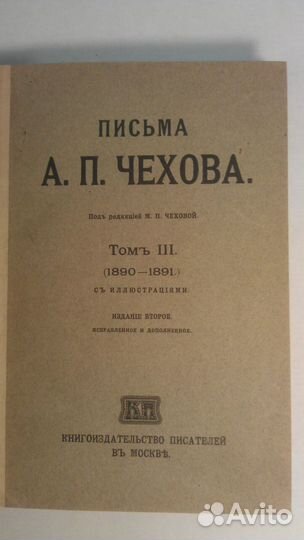 ПИСЬМА
А. П. ЧЕХОВА.
Подъ редакціей М. П. ЧЕХОВОЙ.
Томъ III.
(1890—1891.)
СЪ ИЛЛЮСТРАЦІЯМИ.
ИЗДАНІЕ ВТОРОЕ,
ИСПРАВЛЕННОЕ И ДОПОЛНЕННОЕ.
КП
КНИГОИЗДАТЕЛЬСТВО ПИСАТЕЛЕЙ
ВЪ МОСКВѢ.
Avito